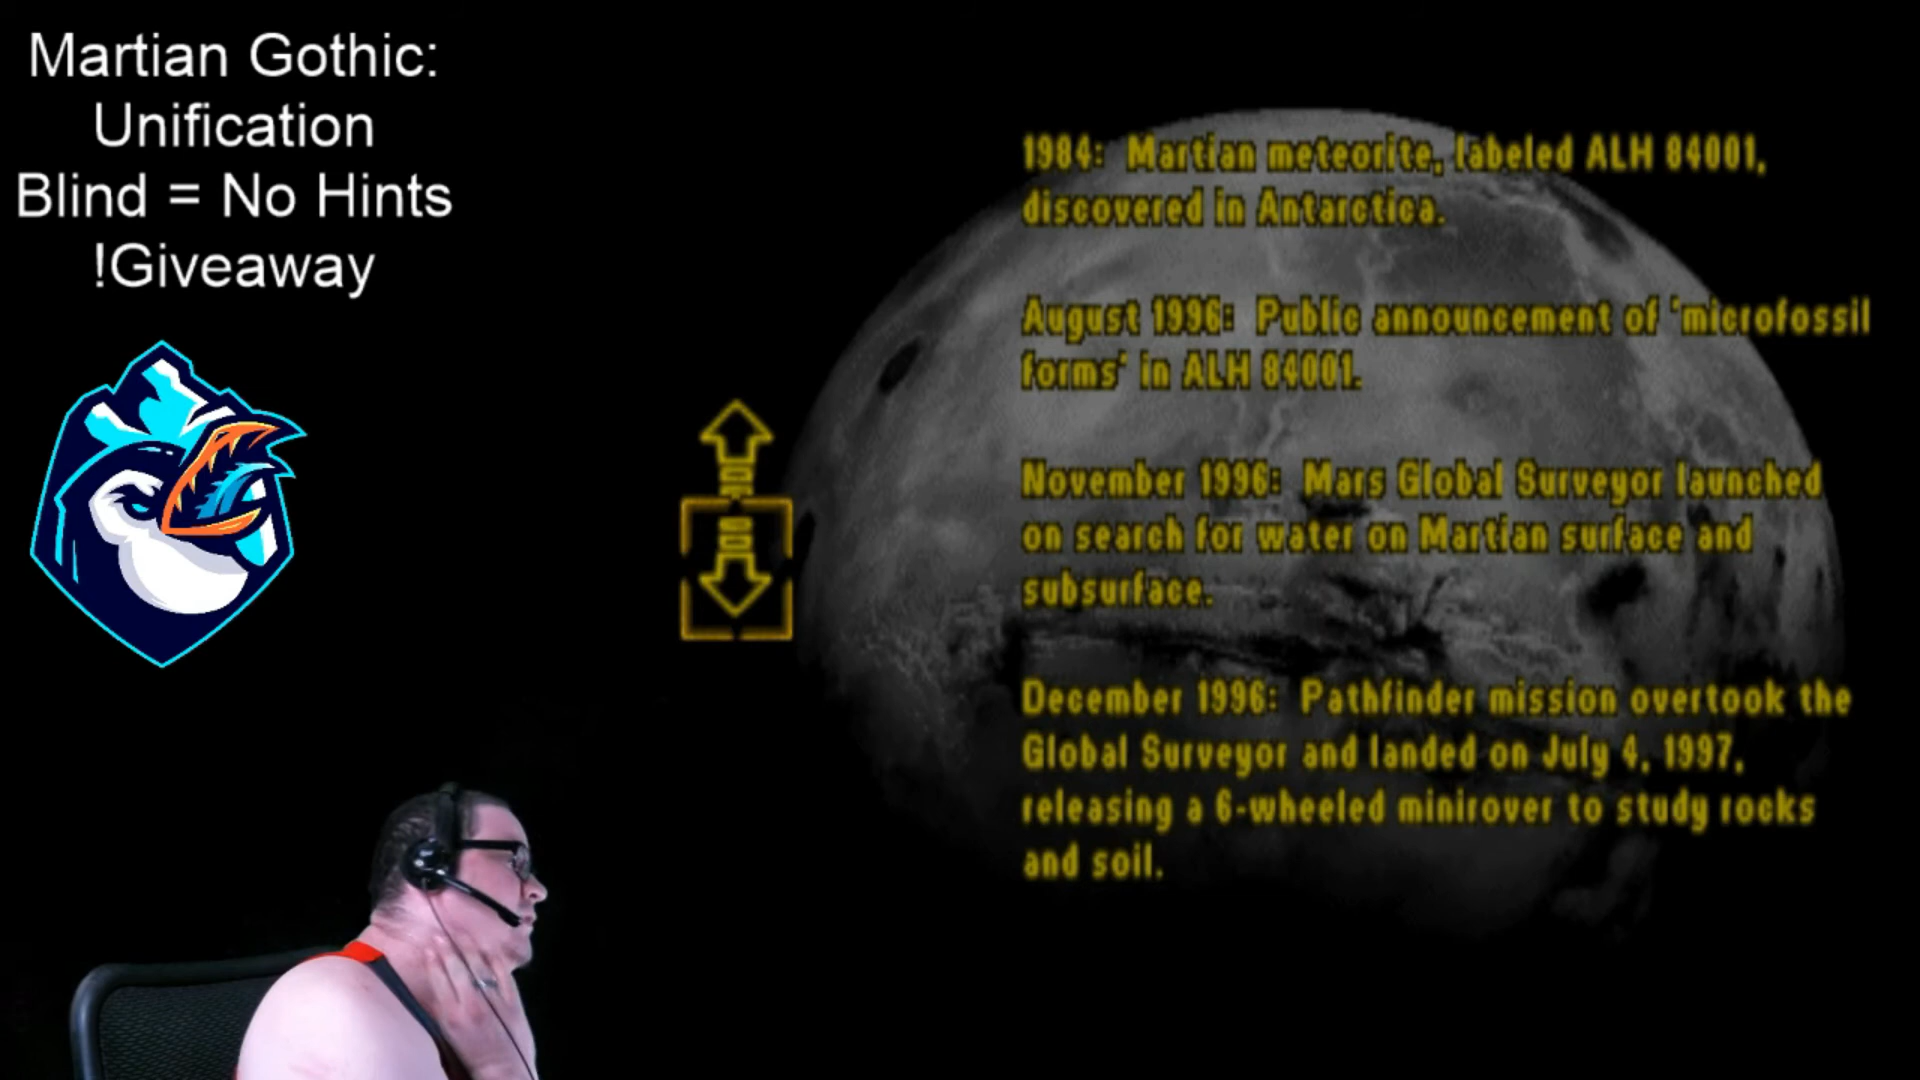 Martian Gothic:
Unification
Blind = No Hints
!Giveaway
1984: Martian meteorite, labeled ALH 84001,
discovered in Antarctica.
August 1996: Public announcement of 'microfossil
forms' in ALH 84001.
November 1996: Mars Global Surveyor launched
on search for water on Martian surface and
subsurface.
December 1996: Pathfinder mission overtook the
Global Surveyor and landed on July 4, 1997,
releasing a 6-wheeled minirover to study rocks
and soil.